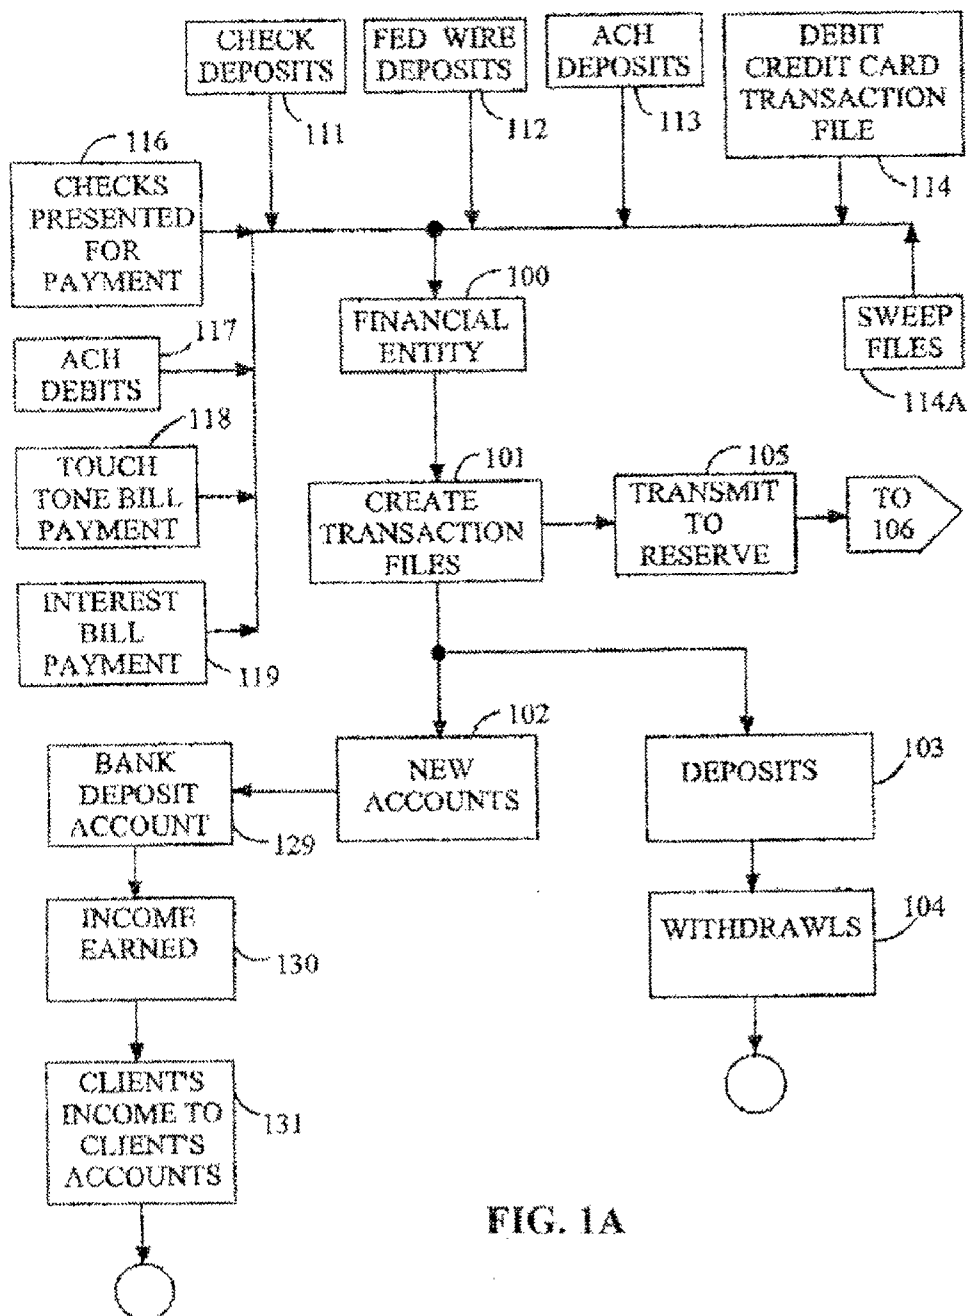 CHECK
DEPOSITS
111
FED WIRE
DEPOSITS
112
ACH
DEPOSITS
113
DEBIT
CREDIT CARD
TRANSACTION
FILE
114
116
CHECKS
PRESENTED
FOR
PAYMENT
100
FINANCIAL
ENTITY
SWEEP
FILES
114A
117
ACH
DEBITS
118
TOUCH
TONE BILL
PAYMENT
101
CREATE
TRANSACTION
FILES
105
TRANSMIT
TO
RESERVE
TO
106
INTEREST
BILL
PAYMENT
119
102
NEW
ACCOUNTS
103
DEPOSITS
BANK
DEPOSIT
ACCOUNT
129
104
WITHDRAWLS
INCOME
EARNED
130
CLIENT'S
INCOME TO
CLIENT'S
ACCOUNTS
131
FIG. 1A